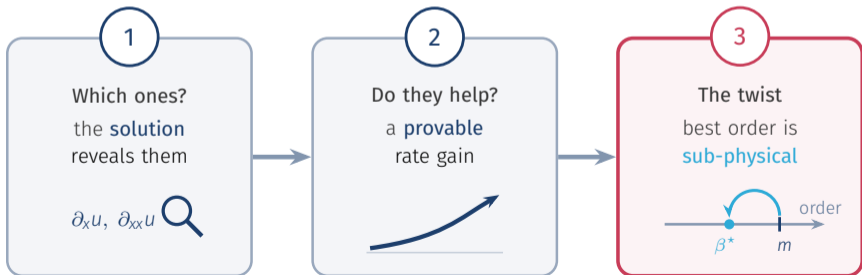 1
Which ones?
the solution
reveals them
∂ₓu, ∂ₓₓu
2
Do they help?
a provable
rate gain
3
The twist
best order is
sub-physical
order
β* m